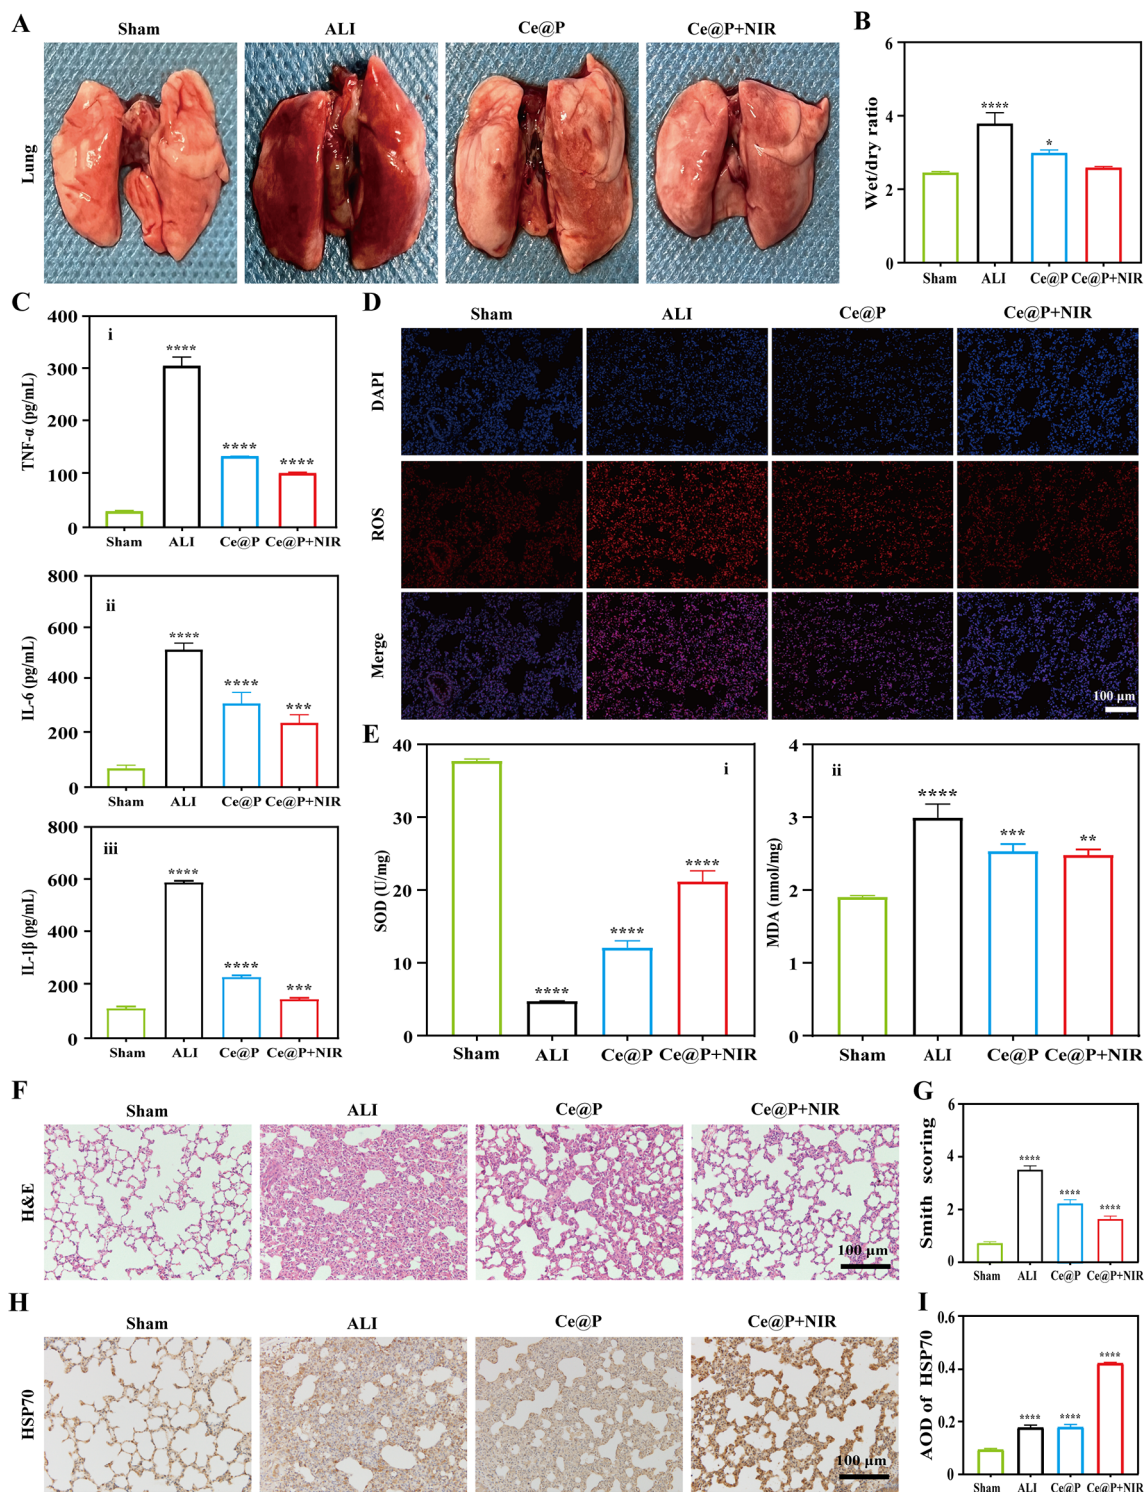 A
Sham
ALI
Ce@P
Ce@P+NIR
Lung
B
Wet/dry ratio
6
4
2
0
****
*
Sham
ALI
Ce@P
Ce@P+NIR
C
i
TNF-α (pg/mL)
400
300
200
100
0
****
****
****
Sham
ALI
Ce@P
Ce@P+NIR
ii
IL-6 (pg/mL)
800
600
400
200
0
****
****
***
Sham
ALI
Ce@P
Ce@P+NIR
iii
IL-1β (pg/mL)
800
600
400
200
0
****
****
***
Sham
ALI
Ce@P
Ce@P+NIR
D
Sham
ALI
Ce@P
Ce@P+NIR
DAPI
ROS
Merge
100 μm
E
i
SOD (U/mg)
40
30
20
10
0
****
****
****
Sham
ALI
Ce@P
Ce@P+NIR
ii
MDA (nmol/mg)
4
3
2
1
0
****
***
**
Sham
ALI
Ce@P
Ce@P+NIR
F
Sham
ALI
Ce@P
Ce@P+NIR
H&E
100 μm
G
Smith scoring
6
4
2
0
****
****
****
Sham
ALI
Ce@P
Ce@P+NIR
H
Sham
ALI
Ce@P
Ce@P+NIR
HSP70
100 μm
I
AOD of HSP70
0.6
0.4
0.2
0
****
****
****
Sham
ALI
Ce@P
Ce@P+NIR